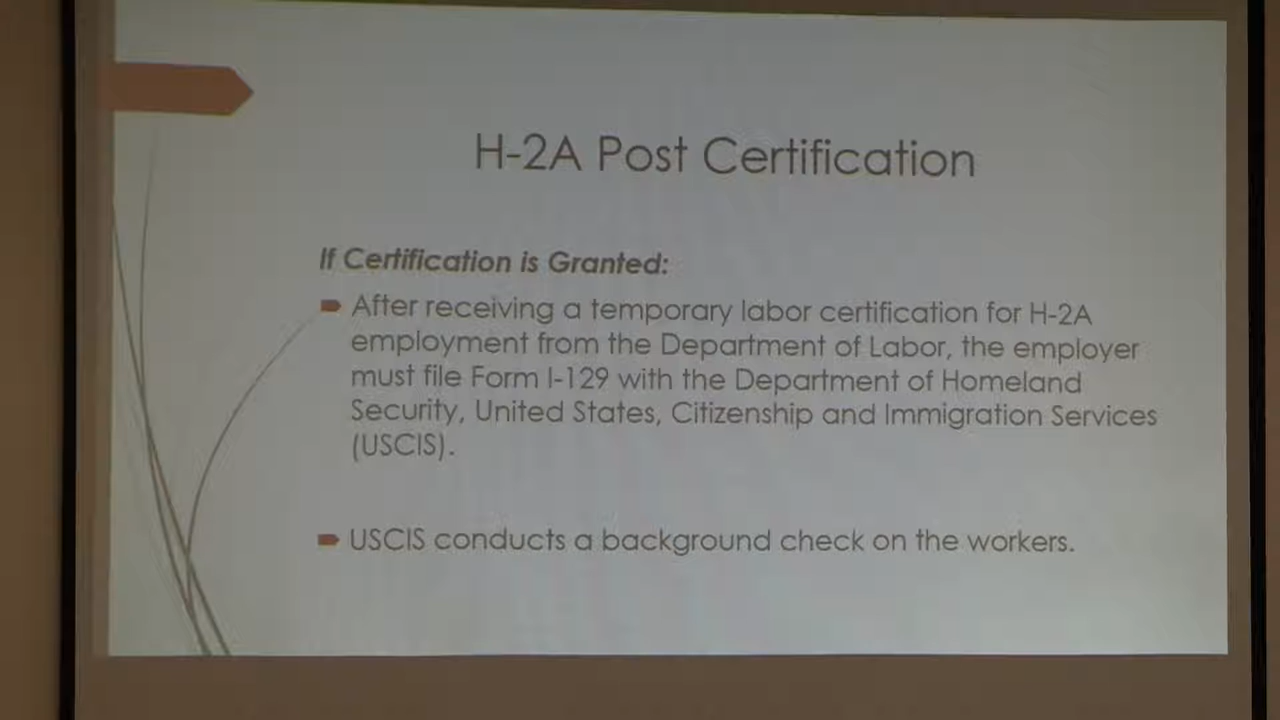 H-2A Post Certification
If Certification is Granted:
After receiving a temporary labor certification for H-2A
employment from the Department of Labor, the employer
must file Form I-129 with the Department of Homeland
Security, United States, Citizenship and Immigration Services
(USCIS).
USCIS conducts a background check on the workers.